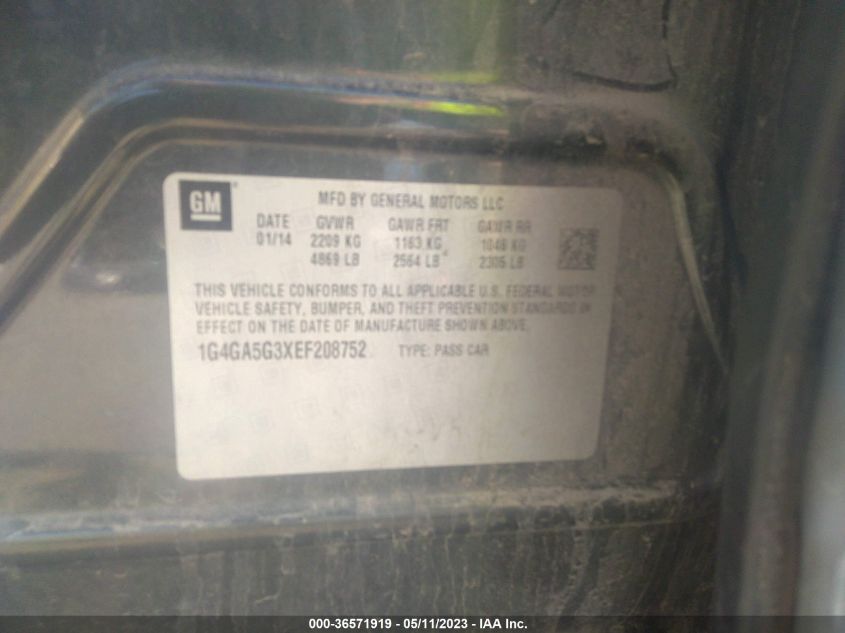 GM®
MFD BY GENERAL MOTORS LLC
DATE GVWR GAWR FRT GAWR RR
01/14 2209 KG 1163 KG 1046 KG
4869 LB 2564 LB 2305 LB
THIS VEHICLE CONFORMS TO ALL APPLICABLE U.S. FEDERAL MOTOR
VEHICLE SAFETY, BUMPER, AND THEFT PREVENTION STANDARDS IN
EFFECT ON THE DATE OF MANUFACTURE SHOWN ABOVE.
1G4GA5G3XEF208752 TYPE: PASS CAR
000-36571919 - 05/11/2023 - IAA Inc.